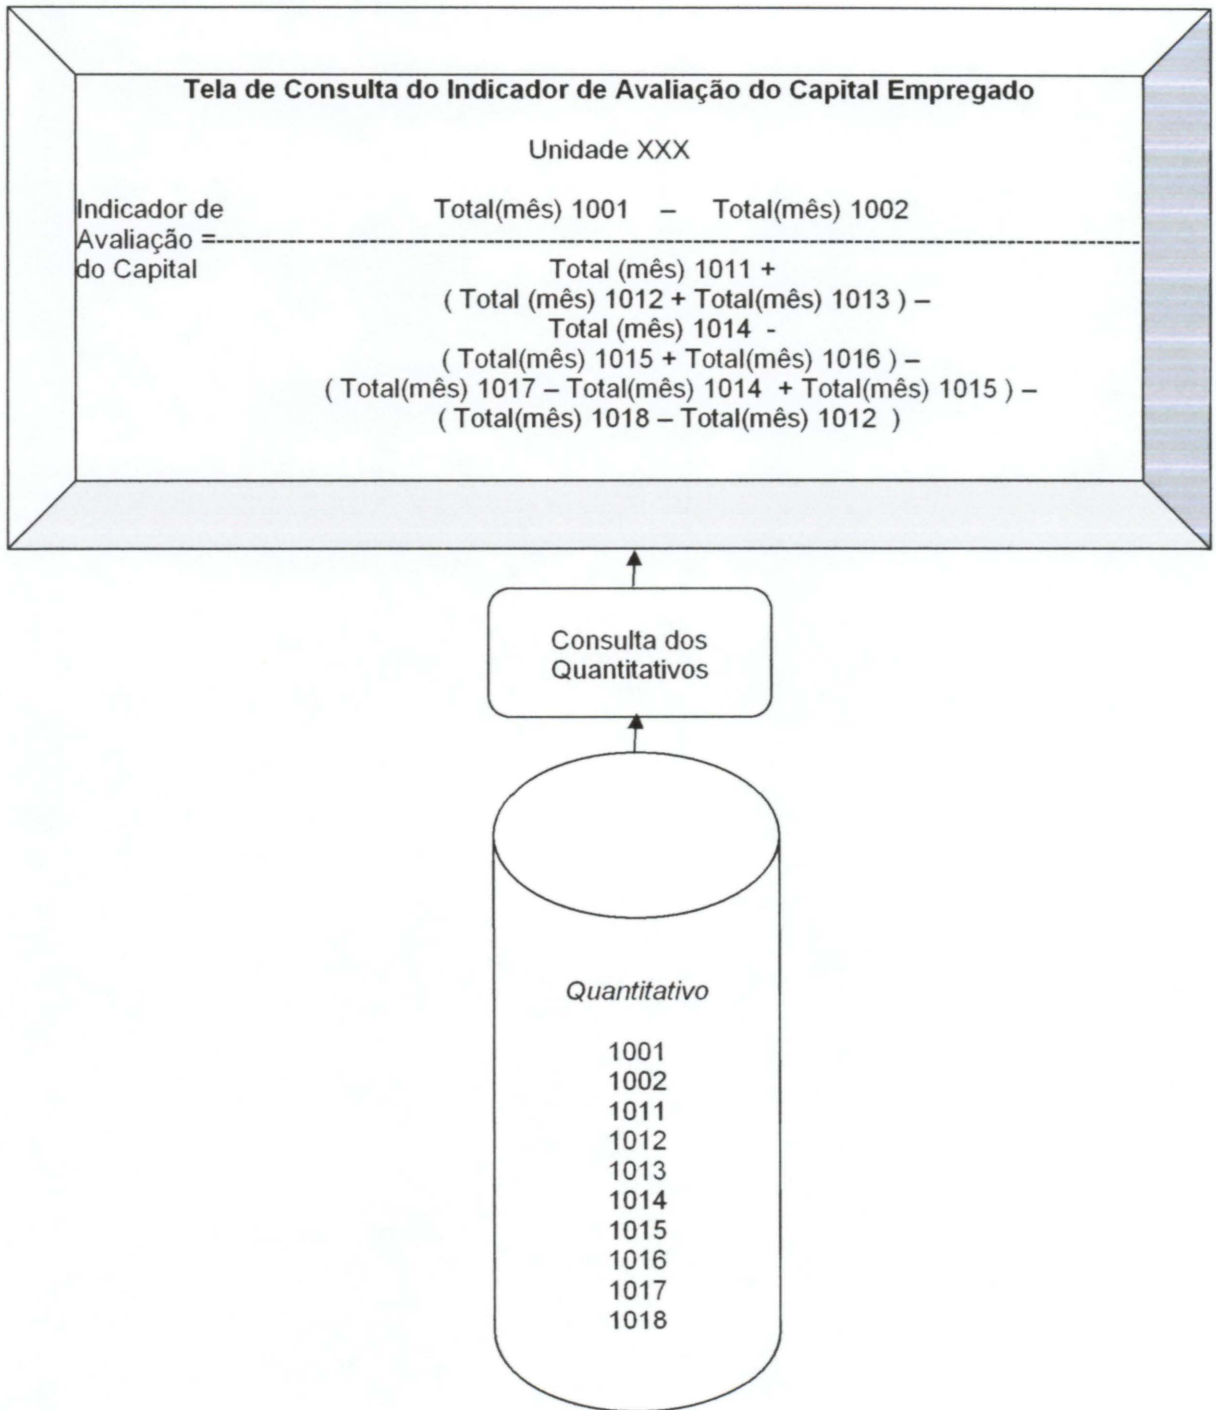 Tela de Consulta do Indicador de Avaliação do Capital Empregado
Unidade XXX
Indicador de Total(mês) 1001 – Total(mês) 1002
Avaliação =--------------------------------------------------------------------------------------------
do Capital Total (mês) 1011 +
( Total (mês) 1012 + Total(mês) 1013 ) –
Total (mês) 1014 -
( Total(mês) 1015 + Total(mês) 1016 ) –
( Total(mês) 1017 – Total(mês) 1014 + Total(mês) 1015 ) –
( Total(mês) 1018 – Total(mês) 1012 )
Consulta dos
Quantitativos
Quantitativo
1001
1002
1011
1012
1013
1014
1015
1016
1017
1018